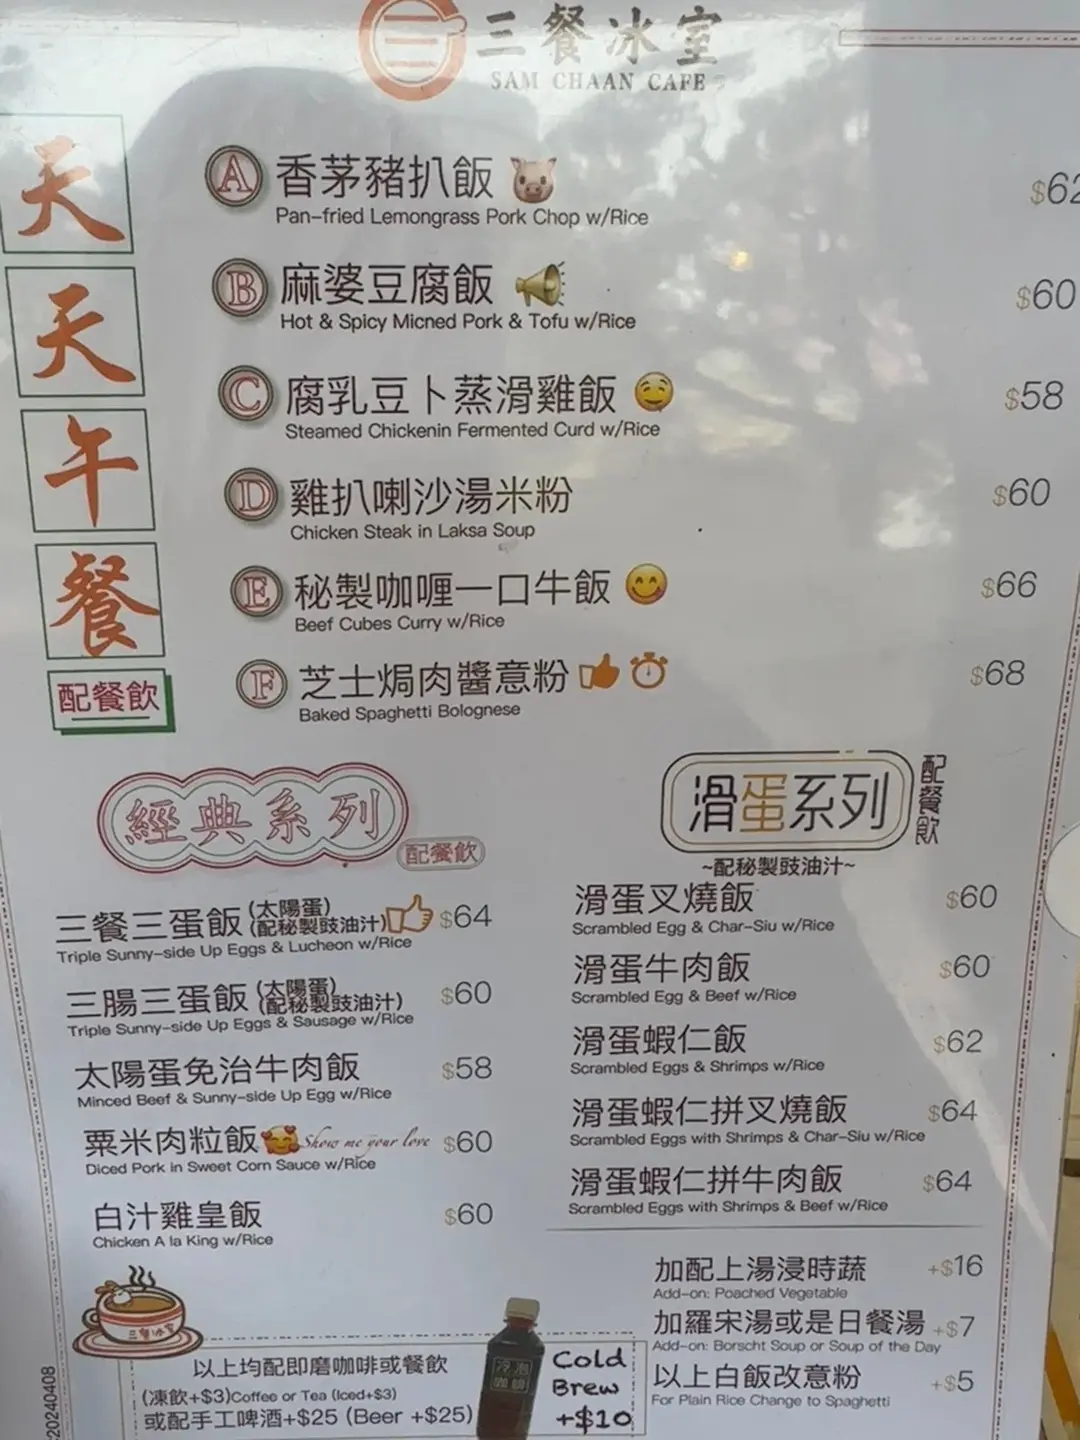 三餐冰室
SAM CHAAN CAFE
天天午餐
配餐飲
A 香茅豬扒飯 $62
Pan-fried Lemongrass Pork Chop w/Rice
B 麻婆豆腐飯 $60
Hot & Spicy Micned Pork & Tofu w/Rice
C 腐乳豆卜蒸滑雞飯 $58
Steamed Chickenin Fermented Curd w/Rice
D 雞扒喇沙湯米粉 $60
Chicken Steak in Laksa Soup
E 秘製咖喱一口牛飯 $66
Beef Cubes Curry w/Rice
F 芝士焗肉醬意粉 $68
Baked Spaghetti Bolognese
經典系列
配餐飲
三餐三蛋飯 (太陽蛋) (配秘製豉油汁) $64
Triple Sunny-side Up Eggs & Lucheon w/Rice
三腸三蛋飯 (太陽蛋) (配秘製豉油汁) $60
Triple Sunny-side Up Eggs & Sausage w/Rice
太陽蛋免治牛肉飯 $58
Minced Beef & Sunny-side Up Egg w/Rice
粟米肉粒飯 Show me your love $60
Diced Pork in Sweet Corn Sauce w/Rice
白汁雞皇飯 $60
Chicken A la King w/Rice
滑蛋系列
配餐飲
~配秘製豉油汁~
滑蛋叉燒飯 $60
Scrambled Egg & Char-Siu w/Rice
滑蛋牛肉飯 $60
Scrambled Egg & Beef w/Rice
滑蛋蝦仁飯 $62
Scrambled Eggs & Shrimps w/Rice
滑蛋蝦仁拼叉燒飯 $64
Scrambled Eggs with Shrimps & Char-Siu w/Rice
滑蛋蝦仁拼牛肉飯 $64
Scrambled Eggs with Shrimps & Beef w/Rice
加配上湯浸時蔬 +$16
Add-on: Poached Vegetable
加羅宋湯或是日餐湯 +$7
Add-on: Borscht Soup or Soup of the Day
以上白飯改意粉 +$5
For Plain Rice Change to Spaghetti
三餐冰室
以上均配即磨咖啡或餐飲
(凍飲+$3)Coffee or Tea (Iced+$3)
或配手工啤酒+$25 (Beer +$25)
冷泡咖啡
Cold
Brew
+$10
20240408